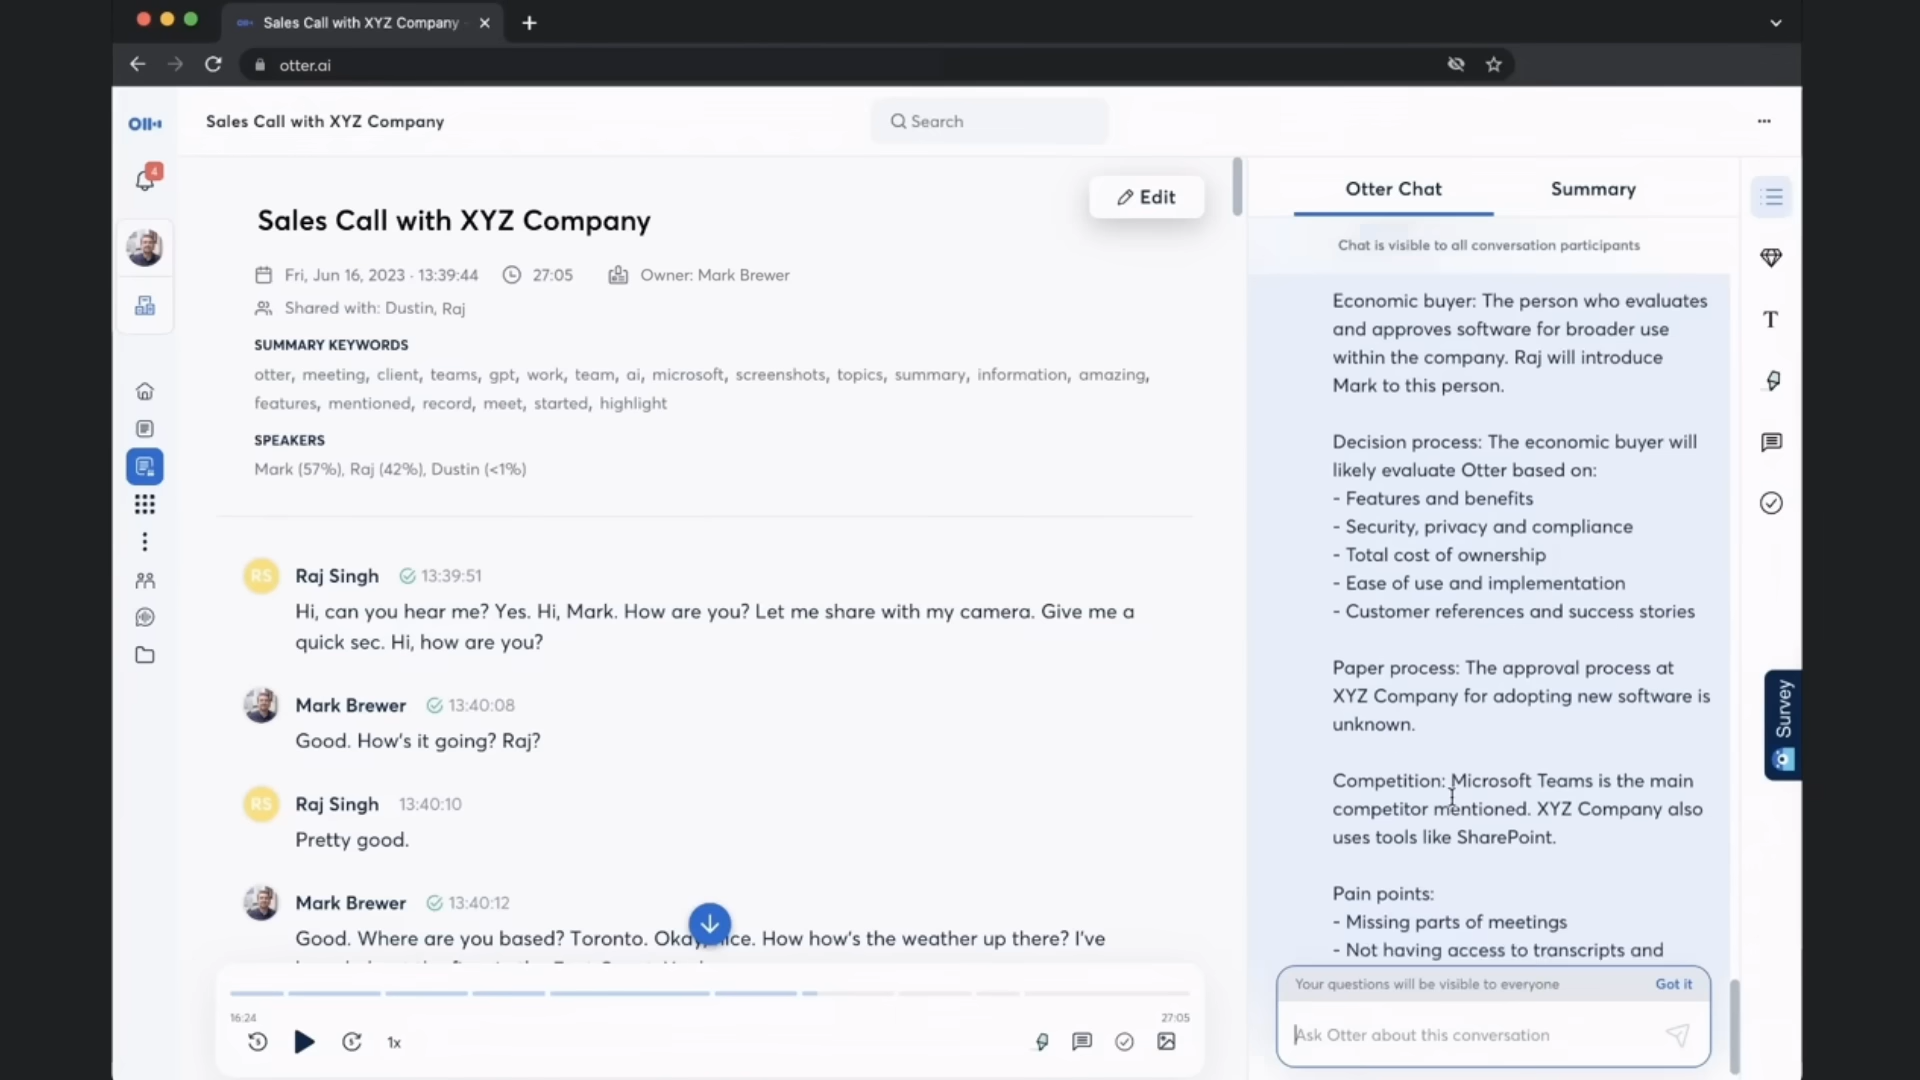 Sales Call with XYZ Company
otter.ai
Sales Call with XYZ Company
Search
4
Edit
Sales Call with XYZ Company
Fri, Jun 16, 2023 · 13:39:44
27:05
Owner: Mark Brewer
Shared with: Dustin, Raj
SUMMARY KEYWORDS
otter, meeting, client, teams, gpt, work, team, ai, microsoft, screenshots, topics, summary, information, amazing,
features, mentioned, record, meet, started, highlight
SPEAKERS
Mark (57%), Raj (42%), Dustin (<1%)
RS
Raj Singh 13:39:51
Hi, can you hear me? Yes. Hi, Mark. How are you? Let me share with my camera. Give me a
quick sec. Hi, how are you?
Mark Brewer 13:40:08
Good. How's it going? Raj?
RS
Raj Singh 13:40:10
Pretty good.
Mark Brewer 13:40:12
Good. Where are you based? Toronto. Okay, nice. How how's the weather up there? I've
16:24
27:05
5
5
1x
Otter Chat
Summary
Chat is visible to all conversation participants
Economic buyer: The person who evaluates
and approves software for broader use
within the company. Raj will introduce
Mark to this person.
Decision process: The economic buyer will
likely evaluate Otter based on:
- Features and benefits
- Security, privacy and compliance
- Total cost of ownership
- Ease of use and implementation
- Customer references and success stories
Paper process: The approval process at
XYZ Company for adopting new software is
unknown.
Competition: Microsoft Teams is the main
competitor mentioned. XYZ Company also
uses tools like SharePoint.
Pain points:
- Missing parts of meetings
- Not having access to transcripts and
Your questions will be visible to everyone
Got it
Ask Otter about this conversation
T
Survey